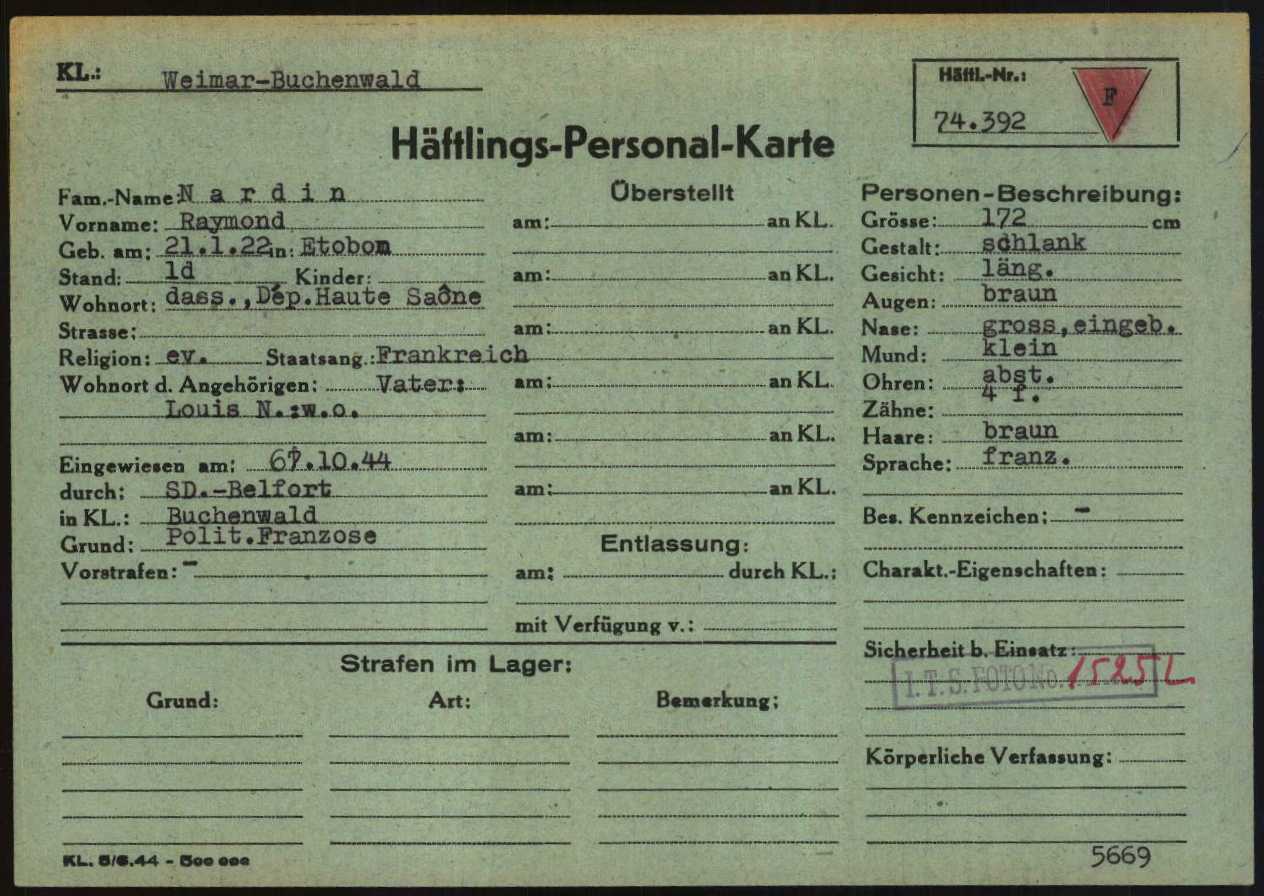 KL.: Weimar-Buchenwald
Häftl.-Nr.:
74.392
F
Häftlings-Personal-Karte
Fam.-Name: N a r d i n
Vorname: Raymond
Geb. am: 21.1.22 in: Etobon
Stand: ld Kinder:
Wohnort: dass., Dép.Haute Saône
Strasse:
Religion: ev. Staatsang.: Frankreich
Wohnort d. Angehörigen: Vater:
Louis N.:w.o.
Eingewiesen am: .10.44
durch: SD.-Belfort
in KL.: Buchenwald
Grund: Polit.Franzose
Vorstrafen: -
Überstellt
am: an KL.
am: an KL.
am: an KL.
am: an KL.
am: an KL.
am: an KL.
Entlassung:
am: durch KL.:
mit Verfügung v.:
Personen-Beschreibung:
Grösse: 172 cm
Gestalt: schlank
Gesicht: läng.
Augen: braun
Nase: gross,eingeb.
Mund: klein
Ohren: abst.
Zähne: 4 f.
Haare: braun
Sprache: franz.
Bes. Kennzeichen: -
Charakt.-Eigenschaften:
Sicherheit b. Einsatz:
I.T.S. FOTO No. 15252
Körperliche Verfassung:
Strafen im Lager:
Grund: Art: Bemerkung:
KL. 5/6.44 - 500 000
5669